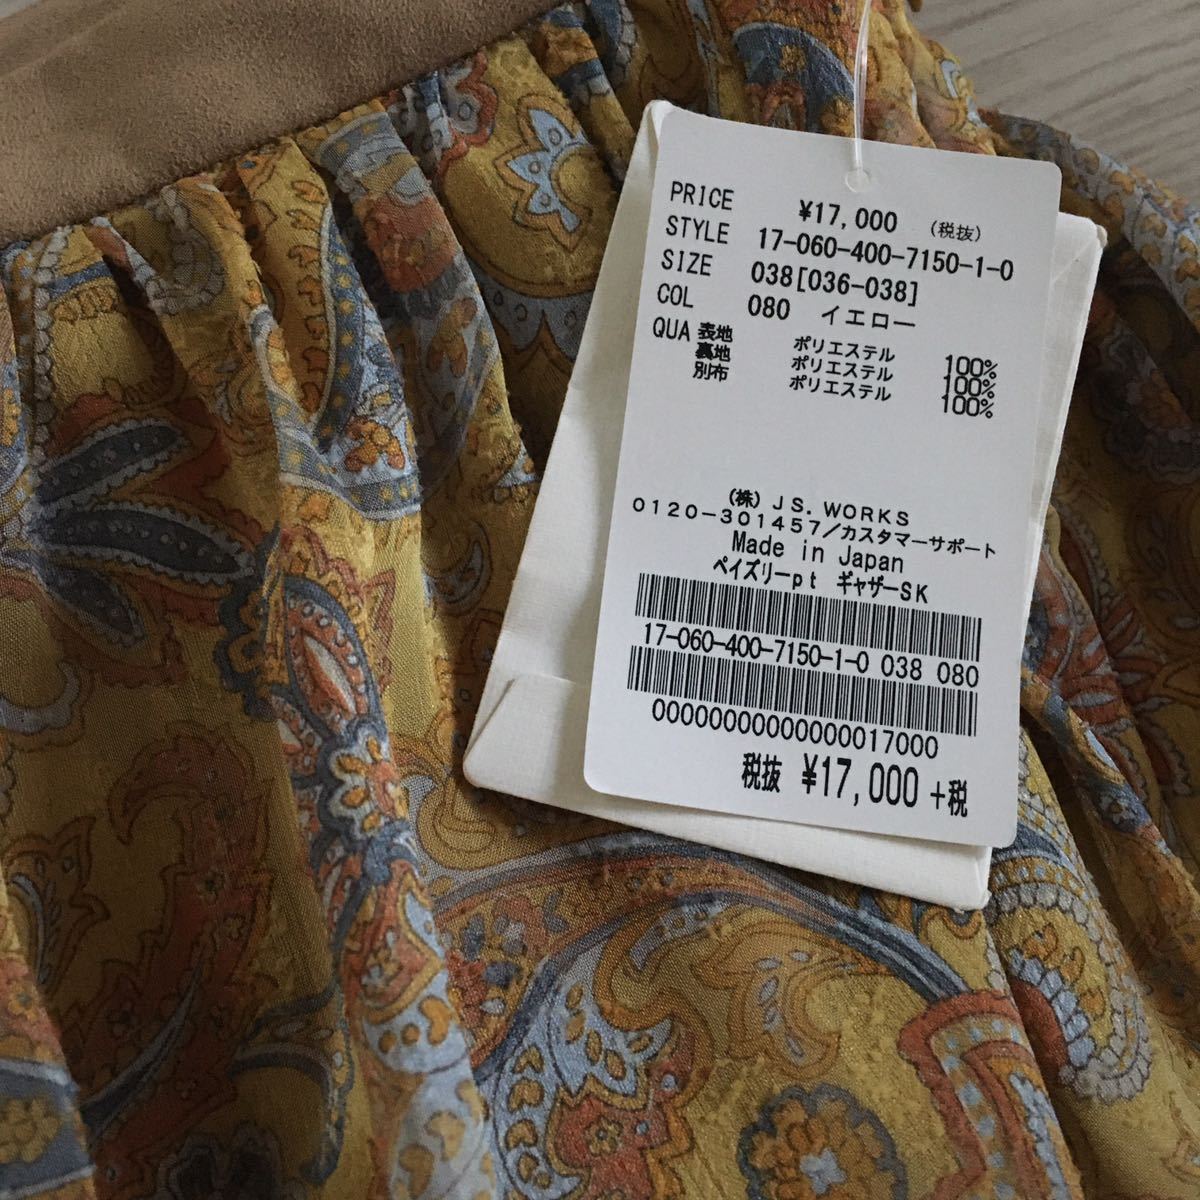 PRICE ¥17,000 (税抜)
STYLE 17-060-400-7150-1-0
SIZE 038[036-038]
COL 080 イエロー
QUA 表地 ポリエステル 100%
裏地 ポリエステル 100%
別布 ポリエステル 100%
(株)JS.WORKS
0120-301457/カスタマーサポート
Made in Japan
ペイズリーpt ギャザーSK
17-060-400-7150-1-0 038 080
00000000000000017000
税抜 ¥17,000 +税